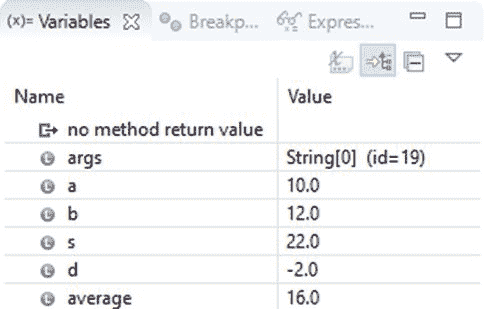 (x)= Variables Breakp... Expres...
Name Value
no method return value
args String[0] (id=19)
a 10.0
b 12.0
s 22.0
d -2.0
average 16.0